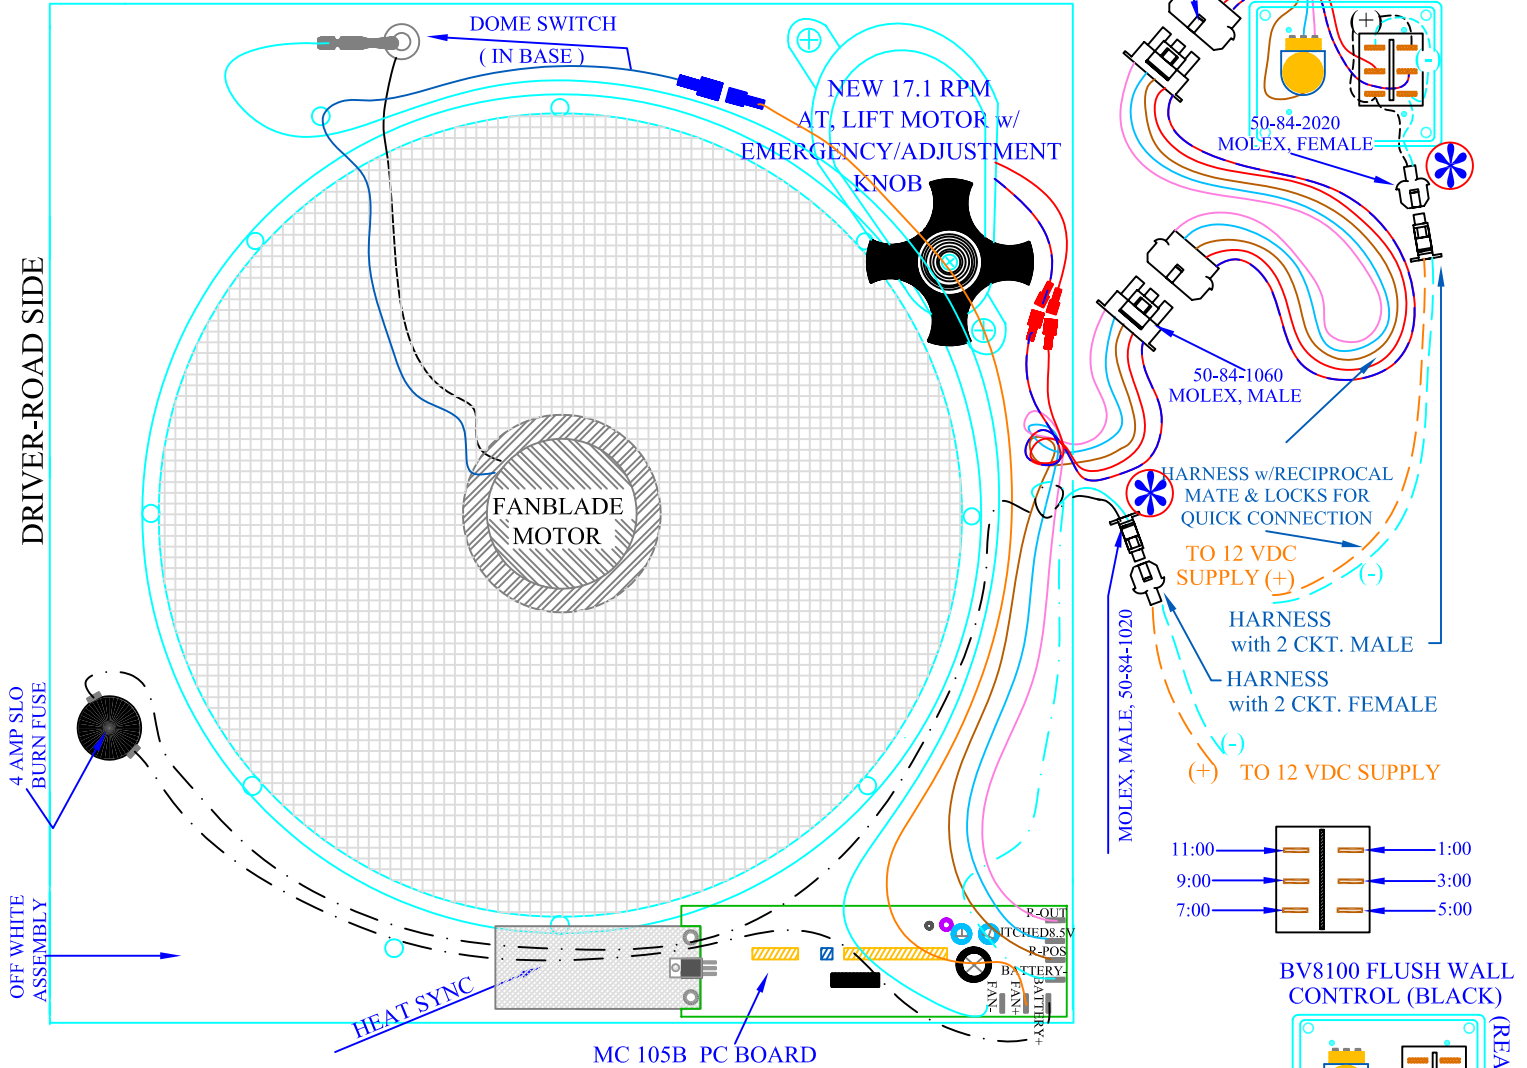 DOME SWITCH
( IN BASE )
NEW 17.1 RPM
AT, LIFT MOTOR w/
EMERGENCY/ADJUSTMENT
KNOB
(+)
(-)
50-84-2020
MOLEX, FEMALE
50-84-1060
MOLEX, MALE
DRIVER-ROAD SIDE
FANBLADE
MOTOR
HARNESS w/RECIPROCAL
MATE & LOCKS FOR
QUICK CONNECTION
TO 12 VDC
SUPPLY (+)
(-)
HARNESS
with 2 CKT. MALE
HARNESS
with 2 CKT. FEMALE
(-)
(+) TO 12 VDC SUPPLY
MOLEX, MALE, 50-84-1020
4 AMP SLO
BURN FUSE
OFF WHITE
ASSEMBLY
HEAT SYNC
MC 105B PC BOARD
R-OUT
ITCHED8.5V
R-POS
BATTERY-
FAN-
FAN+
BATTERY+
11:00
1:00
9:00
3:00
7:00
5:00
BV8100 FLUSH WALL
CONTROL (BLACK)
(REA